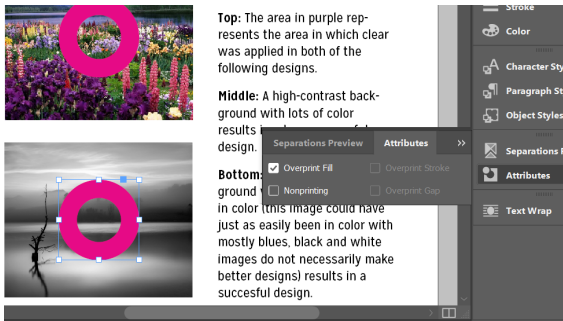 Top: The area in purple rep-
resents the area in which clear
was applied in both of the
following designs.
Middle: A high-contrast back-
ground with lots of color
results
design.
Bottom:
ground
in color (this image could have
just as easily been in color with
mostly blues, black and white
images do not necessarily make
better designs) results in a
succesful design.
Separations Preview Attributes
Overprint Fill Overprint Stroke
Nonprinting Overprint Gap
Stroke
Color
Character Sty
Paragraph St
Object Styles
Separations P
Attributes
Text Wrap